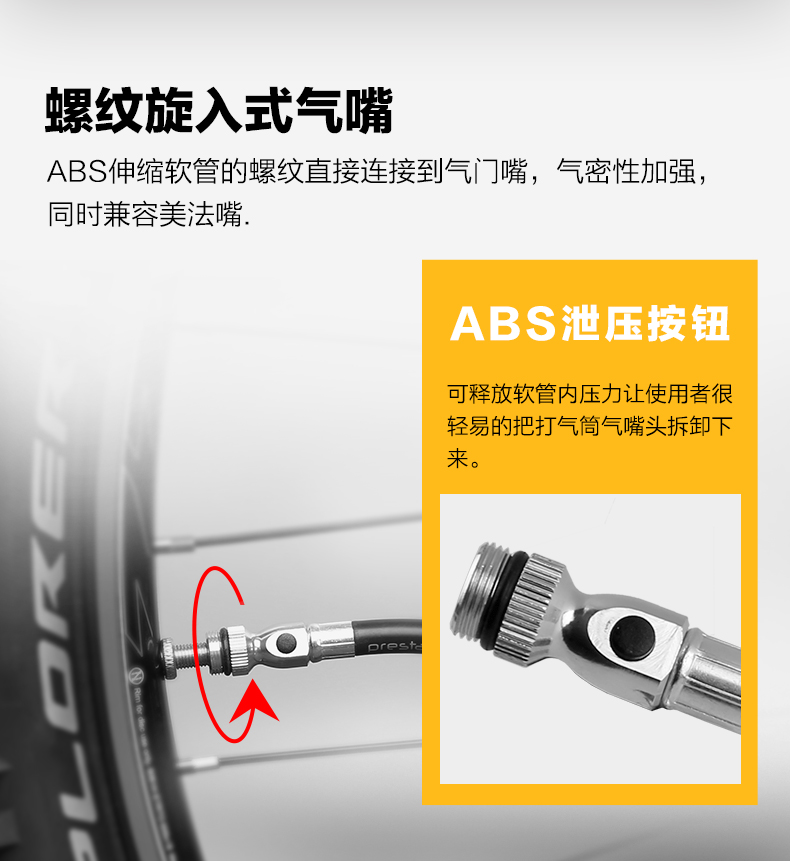 螺纹旋入式气嘴
ABS伸缩软管的螺纹直接连接到气门嘴，气密性加强，
同时兼容美法嘴.
ABS泄压按钮
可释放软管内压力让使用者很
轻易的把打气筒气嘴头拆卸下
来。
PLORER
presta